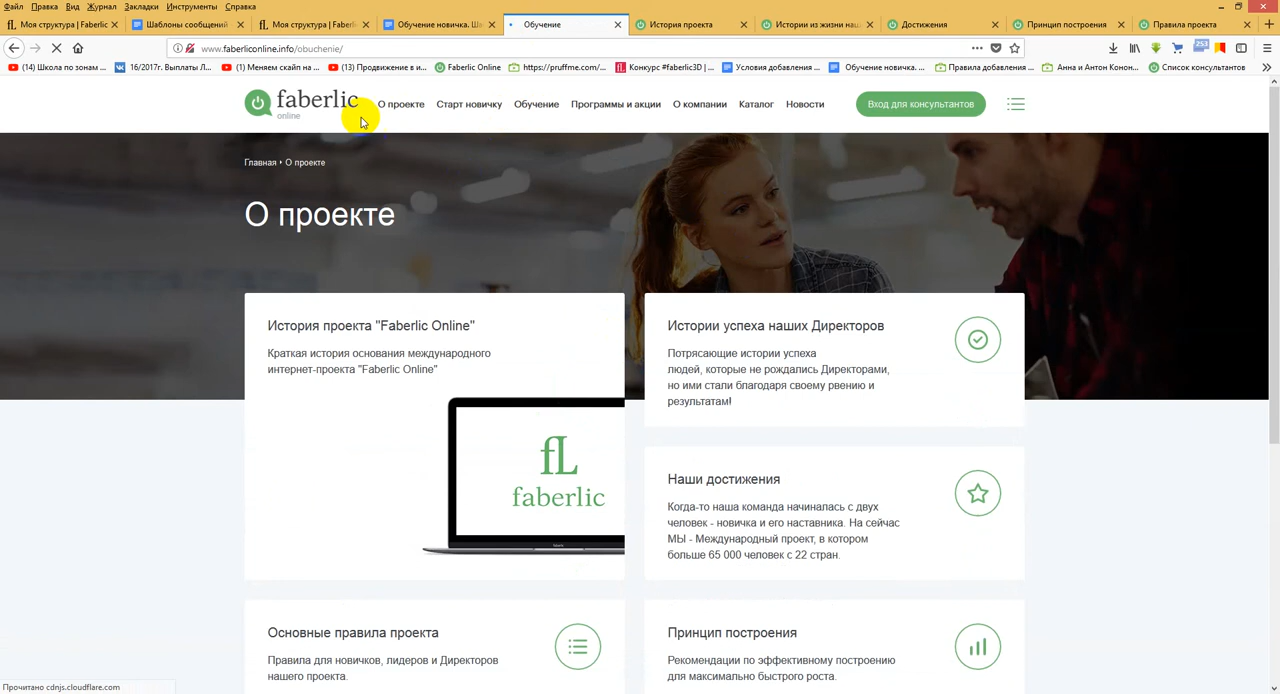 Файл Правка Вид Журнал Закладки Инструменты Справка
Моя структура | Faberlic
Шаблоны сообщений
Моя структура | Faberlic
Обучение новичка. Ша
Обучение
История проекта
Истории из жизни наш
Достижения
Принцип построения
Правила проекта
www.faberliconline.info/obuchenie/
253
(14) Школа по зонам ...
16/2017г. Выплаты Л...
(1) Меняем скайп на ...
(13) Продвижение в и...
Faberlic Online
https://pruffme.com/...
Конкурс #faberlic3D | ...
Условия добавления ...
Обучение новичка. ...
Правила добавления ...
Анна и Антон Конон...
Список консультантов
faberlic
online
О проекте
Старт новичку
Обучение
Программы и акции
О компании
Каталог
Новости
Вход для консультантов
Главная • О проекте
О проекте
История проекта "Faberlic Online"
Краткая история основания международного
интернет-проекта "Faberlic Online"
fL
faberlic
Истории успеха наших Директоров
Потрясающие истории успеха
людей, которые не рождались Директорами,
но ими стали благодаря своему рвению и
результатам!
Наши достижения
Когда-то наша команда начиналась с двух
человек - новичка и его наставника. На сейчас
МЫ - Международный проект, в котором
больше 65 000 человек с 22 стран.
Основные правила проекта
Правила для новичков, лидеров и Директоров
нашего проекта.
Принцип построения
Рекомендации по эффективному построению
для максимально быстрого роста.
Прочитано cdnjs.cloudflare.com